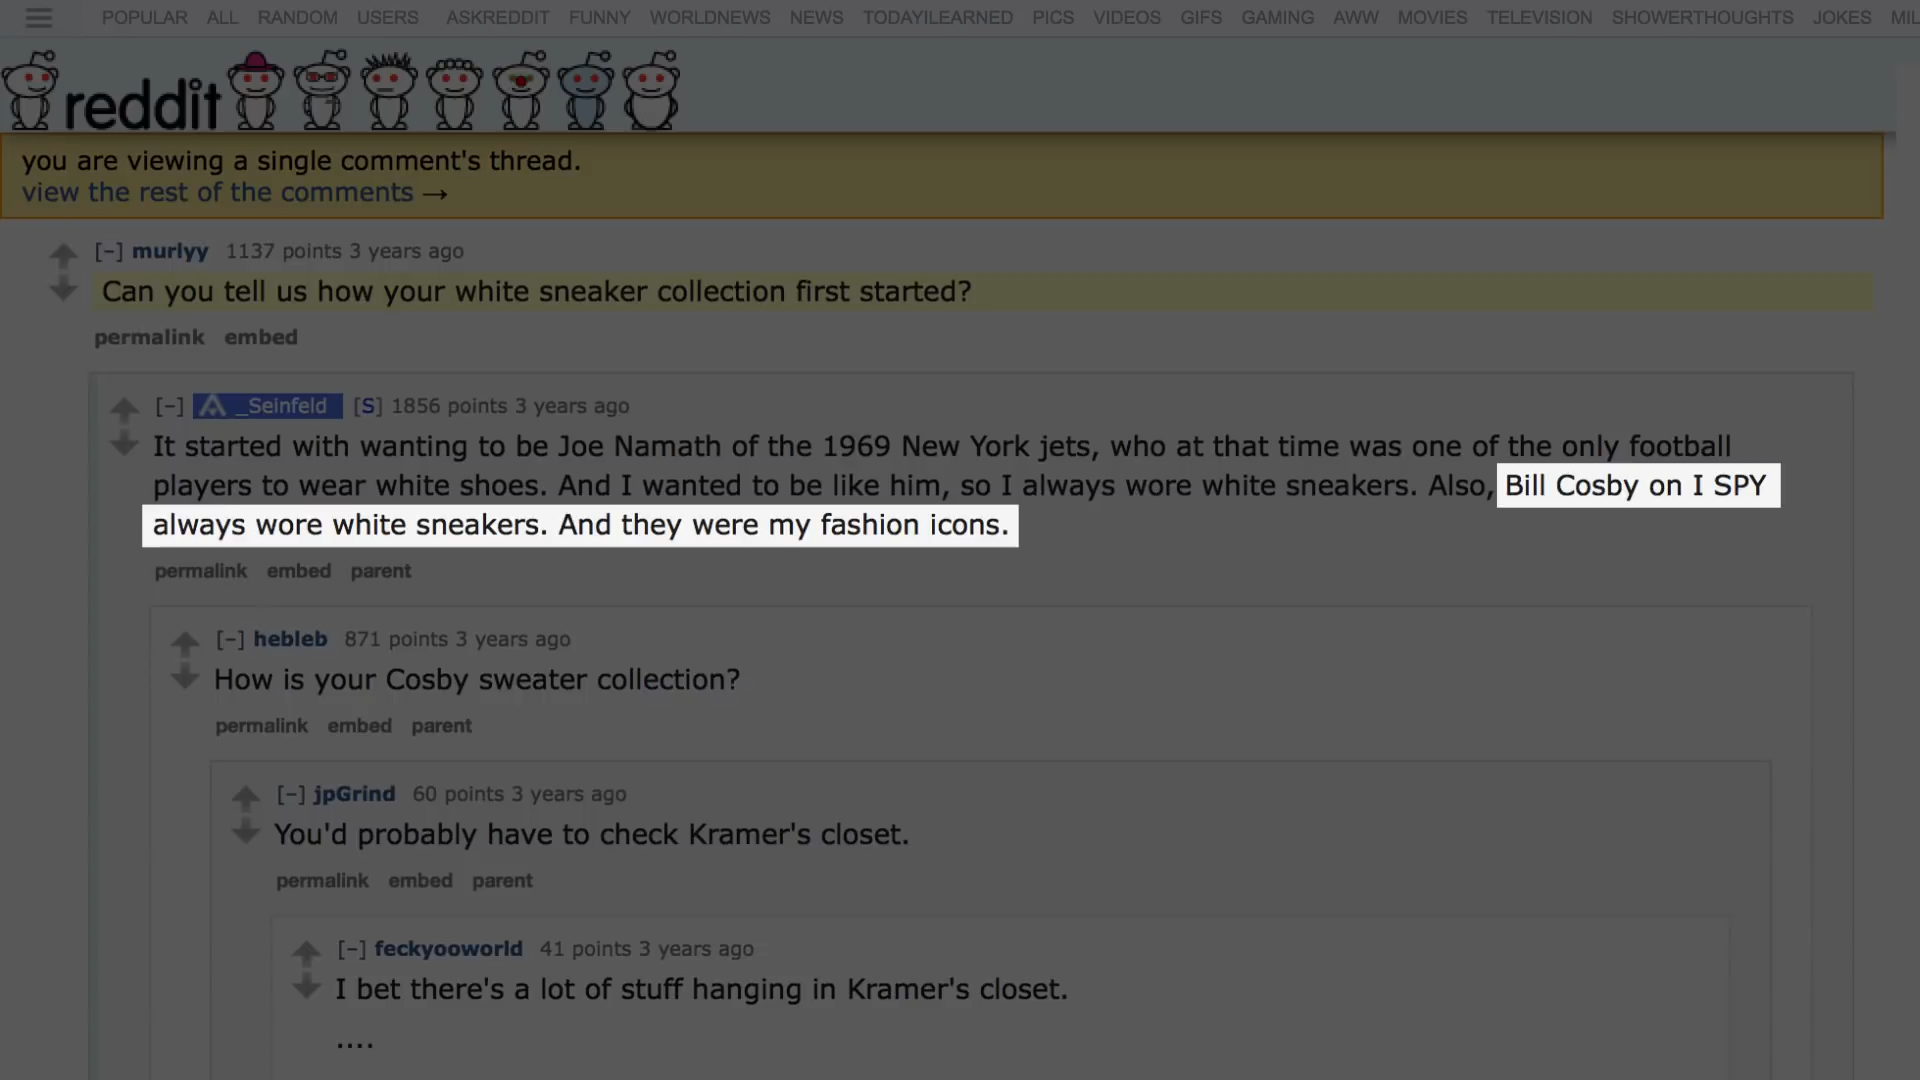 POPULAR ALL RANDOM USERS ASKREDDIT FUNNY WORLDNEWS NEWS TODAYILEARNED PICS VIDEOS GIFS GAMING AWW MOVIES TELEVISION SHOWERTHOUGHTS JOKES MIL
reddit
you are viewing a single comment's thread.
view the rest of the comments →
[–] murlyy 1137 points 3 years ago
Can you tell us how your white sneaker collection first started?
permalink embed
[–] _Seinfeld [S] 1856 points 3 years ago
It started with wanting to be Joe Namath of the 1969 New York jets, who at that time was one of the only football
players to wear white shoes. And I wanted to be like him, so I always wore white sneakers. Also, Bill Cosby on I SPY
always wore white sneakers. And they were my fashion icons.
permalink embed parent
[–] hebleb 871 points 3 years ago
How is your Cosby sweater collection?
permalink embed parent
[–] jpGrind 60 points 3 years ago
You'd probably have to check Kramer's closet.
permalink embed parent
[–] feckyooworld 41 points 3 years ago
I bet there's a lot of stuff hanging in Kramer's closet.
....